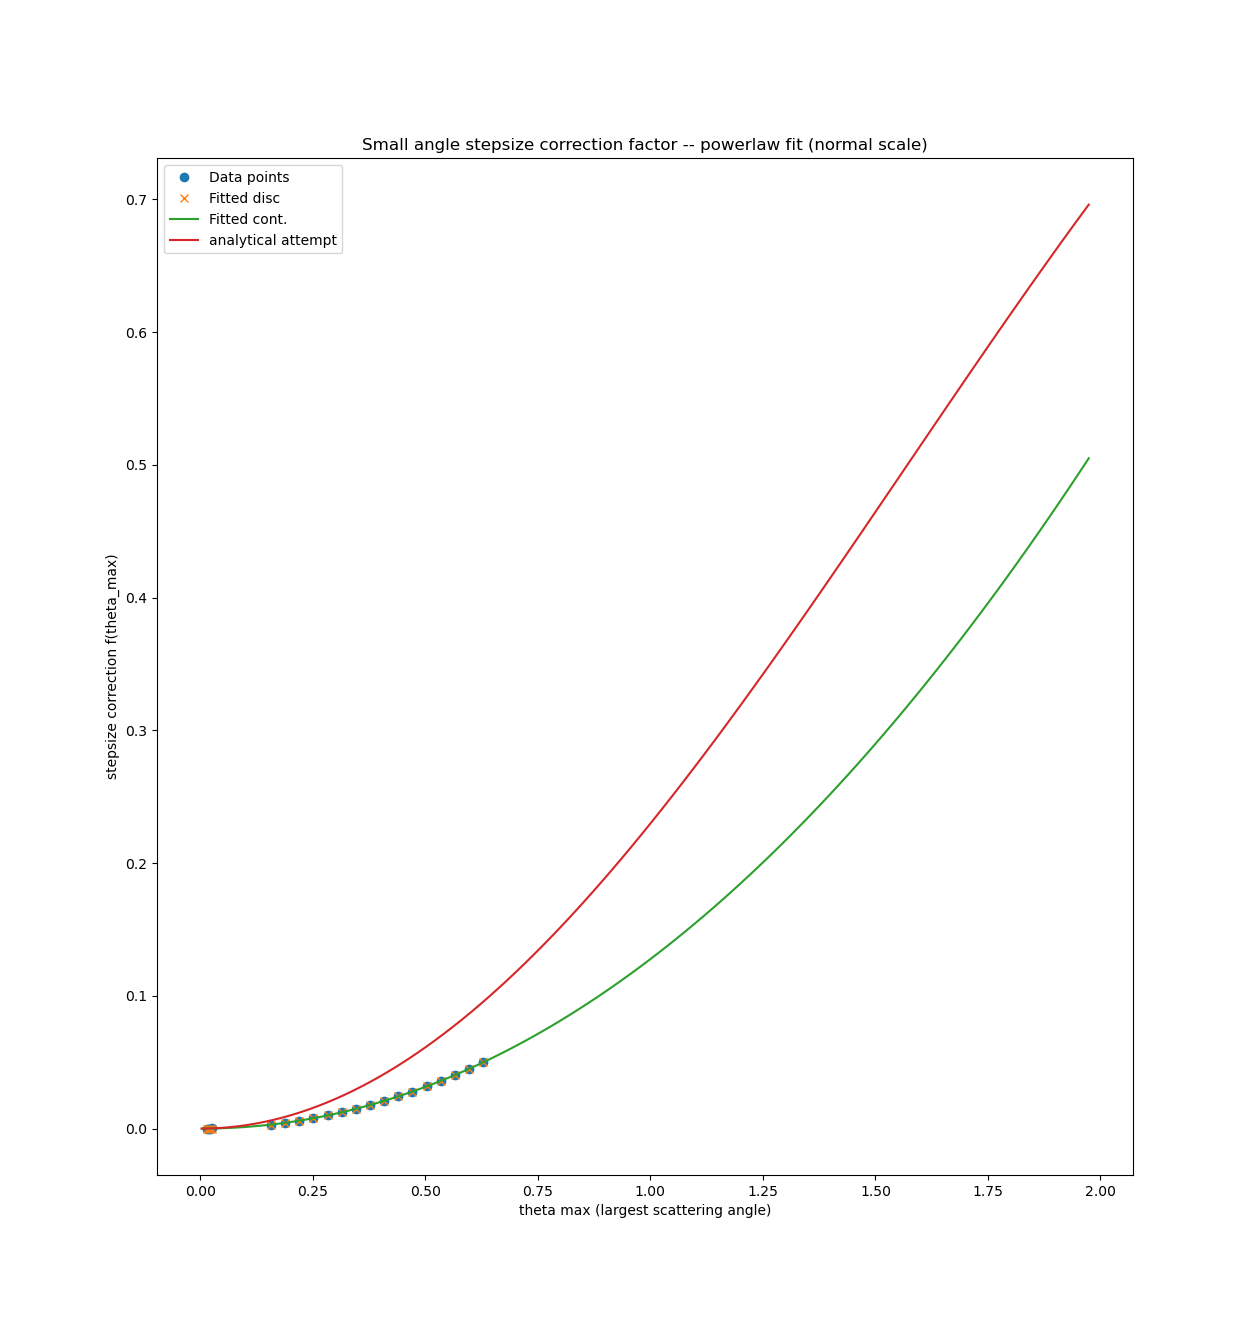 Small angle stepsize correction factor -- powerlaw fit (normal scale)
Data points
Fitted disc
Fitted cont.
analytical attempt
0.7
0.6
0.5
0.4
0.3
0.2
0.1
0.0
stepsize correction f(theta_max)
0.00 0.25 0.50 0.75 1.00 1.25 1.50 1.75 2.00
theta max (largest scattering angle)